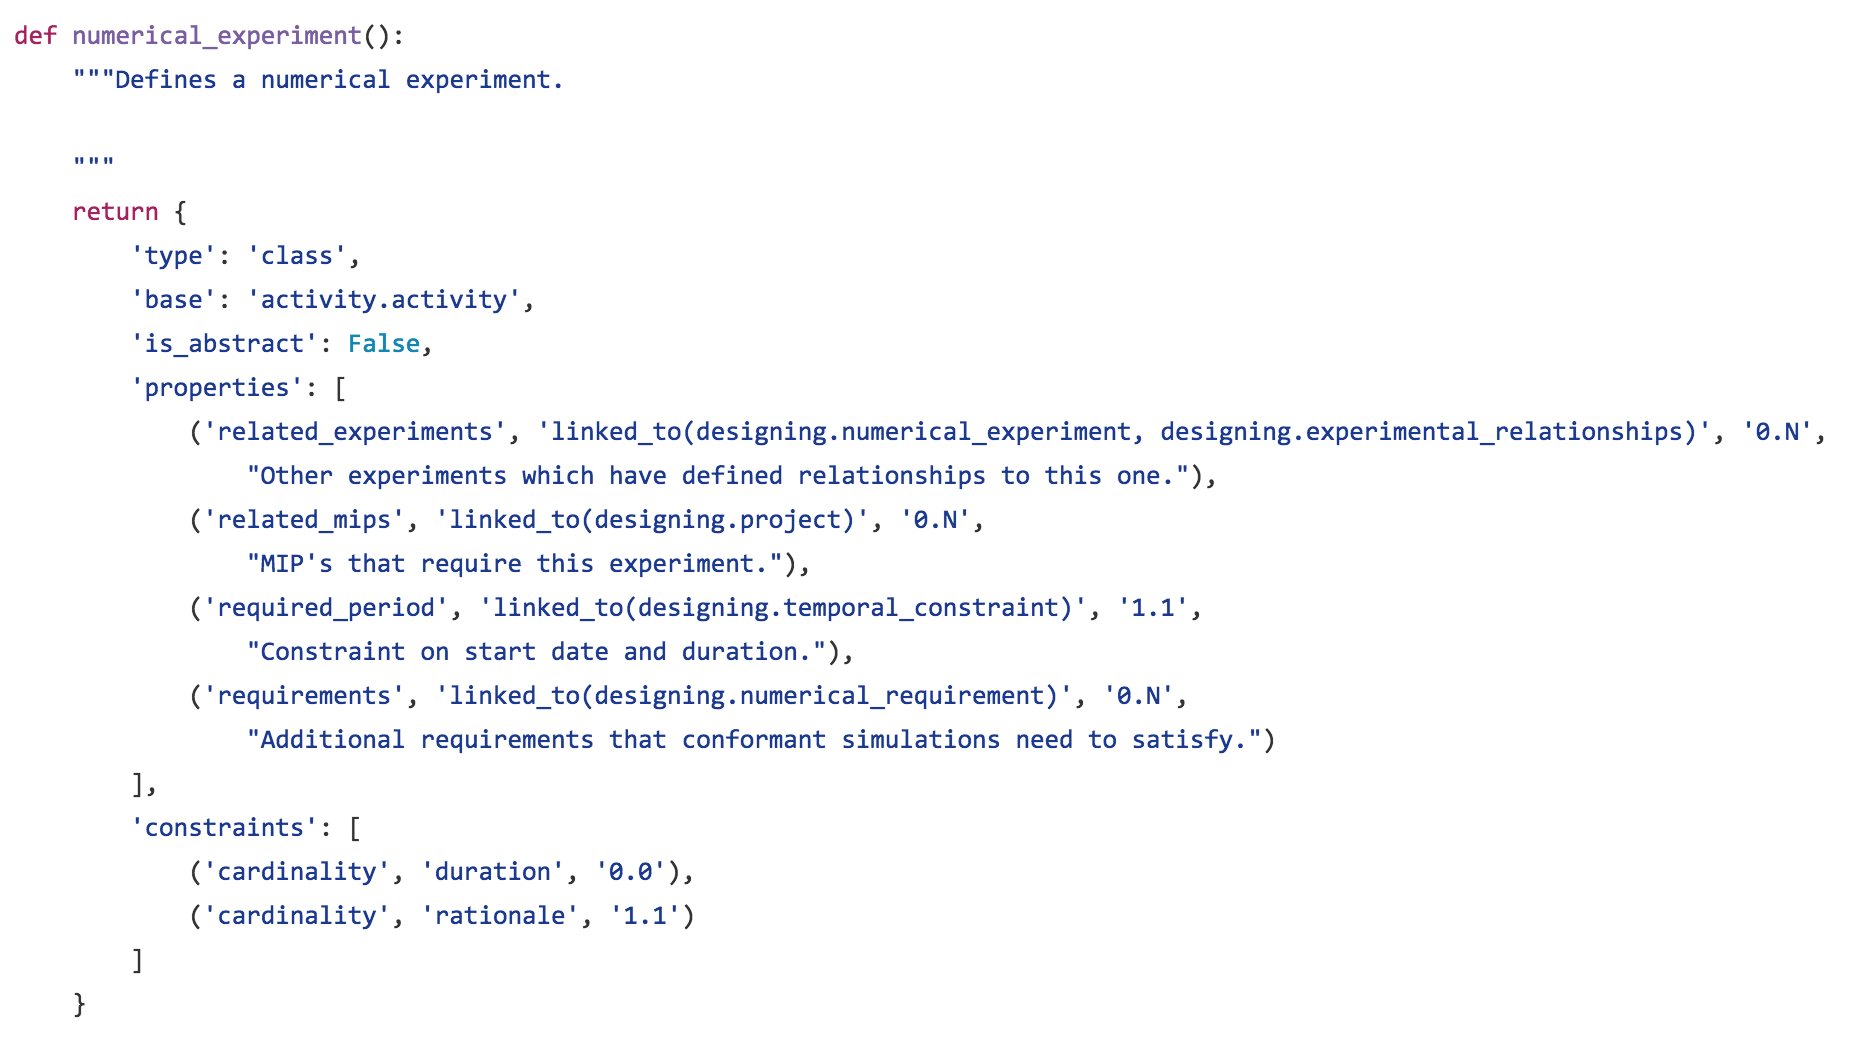 def numerical_experiment():
    """Defines a numerical experiment.

    """
    return {
        'type': 'class',
        'base': 'activity.activity',
        'is_abstract': False,
        'properties': [
            ('related_experiments', 'linked_to(designing.numerical_experiment, designing.experimental_relationships)', '0.N',
                "Other experiments which have defined relationships to this one."),
            ('related_mips', 'linked_to(designing.project)', '0.N',
                "MIP's that require this experiment."),
            ('required_period', 'linked_to(designing.temporal_constraint)', '1.1',
                "Constraint on start date and duration."),
            ('requirements', 'linked_to(designing.numerical_requirement)', '0.N',
                "Additional requirements that conformant simulations need to satisfy.")
        ],
        'constraints': [
            ('cardinality', 'duration', '0.0'),
            ('cardinality', 'rationale', '1.1')
        ]
    }